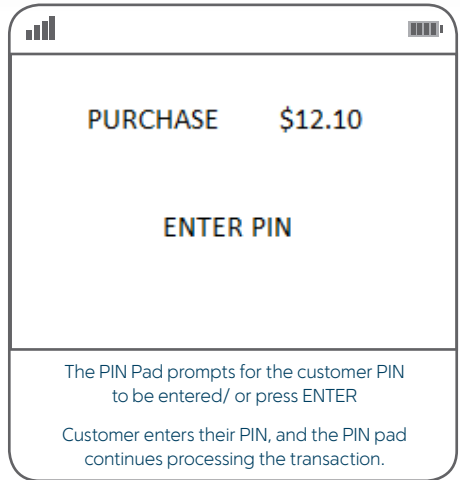 PURCHASE $12.10
ENTER PIN
The PIN Pad prompts for the customer PIN
to be entered/ or press ENTER
Customer enters their PIN, and the PIN pad
continues processing the transaction.